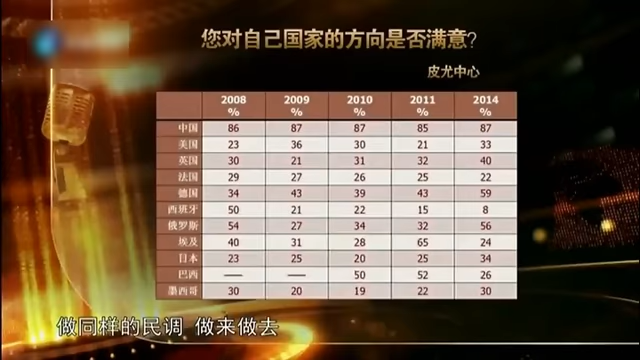 您对自己国家的方向是否满意?
皮尤中心
2008 % 2009 % 2010 % 2011 % 2014 %
中国 86 87 87 85 87
美国 23 36 30 21 33
英国 30 21 31 32 40
法国 29 27 26 25 22
德国 34 43 39 43 59
西班牙 50 21 22 15 8
俄罗斯 54 27 34 32 56
埃及 40 31 28 65 24
日本 23 25 20 25 34
巴西 —— —— 50 52 26
墨西哥 30 20 19 22 30
做同样的民调 做来做去